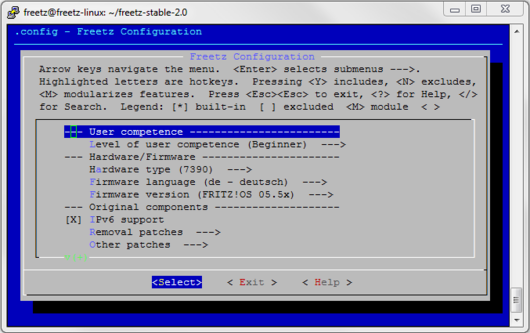 freetz@freetz-linux: ~/freetz-stable-2.0
.config - Freetz Configuration
Freetz Configuration
Arrow keys navigate the menu.  <Enter> selects submenus --->.
Highlighted letters are hotkeys.  Pressing <Y> includes, <N> excludes,
<M> modularizes features.  Press <Esc><Esc> to exit, <?> for Help, </>
for Search.  Legend: [*] built-in  [ ] excluded  <M> module  < >
--- User competence ------------------------
Level of user competence (Beginner)  --->
--- Hardware/Firmware ----------------------
Hardware type (7390)  --->
Firmware language (de - deutsch)  --->
Firmware version (FRITZ!OS 05.5x)  --->
--- Original components --------------------
[X] IPv6 support
Removal patches  --->
Other patches  --->
<Select>    < Exit >    < Help >